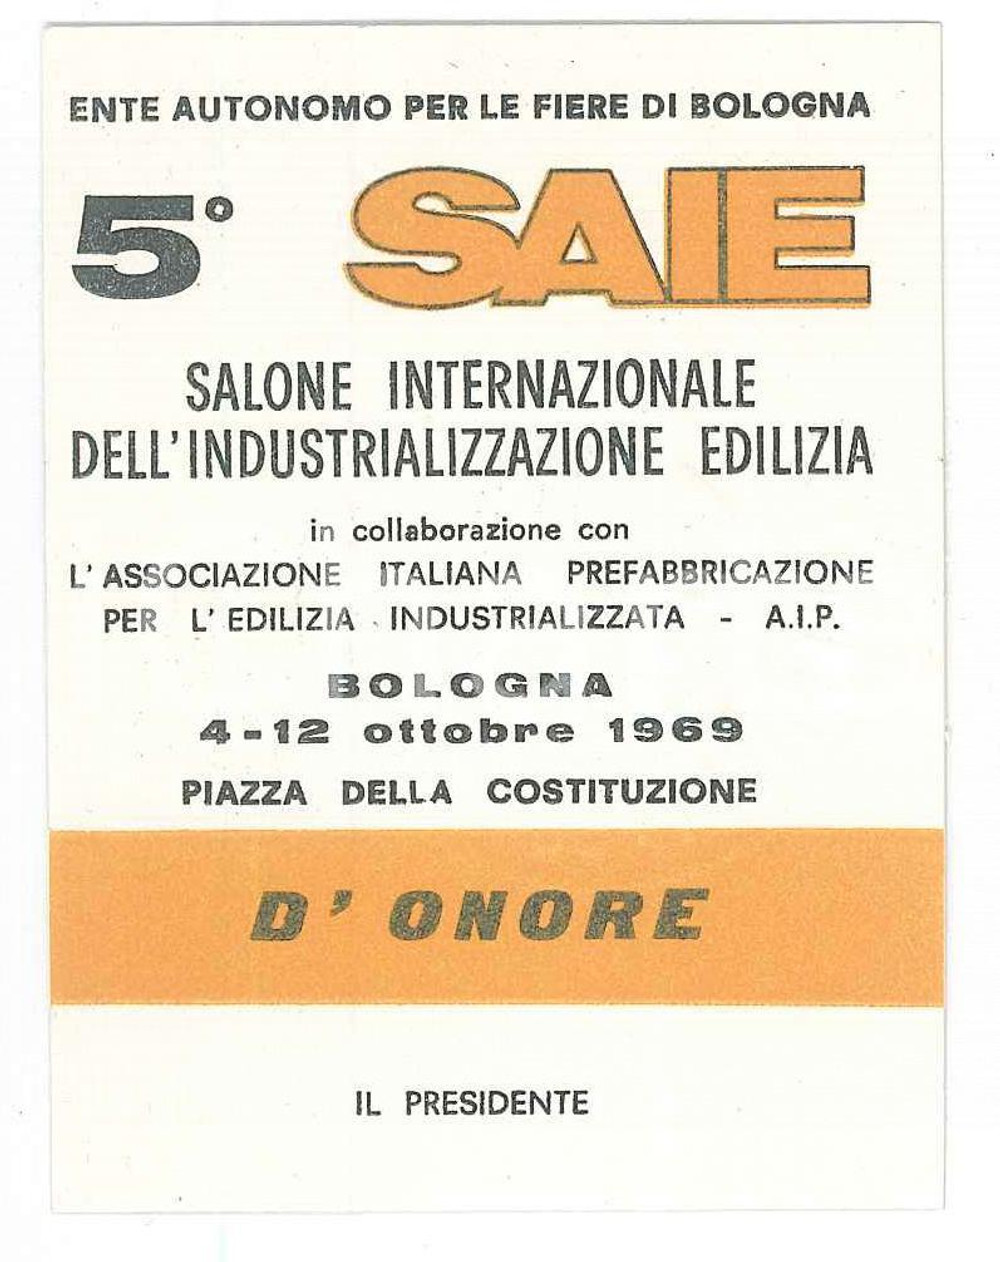 ENTE AUTONOMO PER LE FIERE DI BOLOGNA
5° SAIE
SALONE INTERNAZIONALE
DELL'INDUSTRIALIZZAZIONE EDILIZIA
in collaborazione con
L'ASSOCIAZIONE ITALIANA PREFABBRICAZIONE
PER L'EDILIZIA INDUSTRIALIZZATA - A.I.P.
BOLOGNA
4-12 ottobre 1969
PIAZZA DELLA COSTITUZIONE
D'ONORE
IL PRESIDENTE